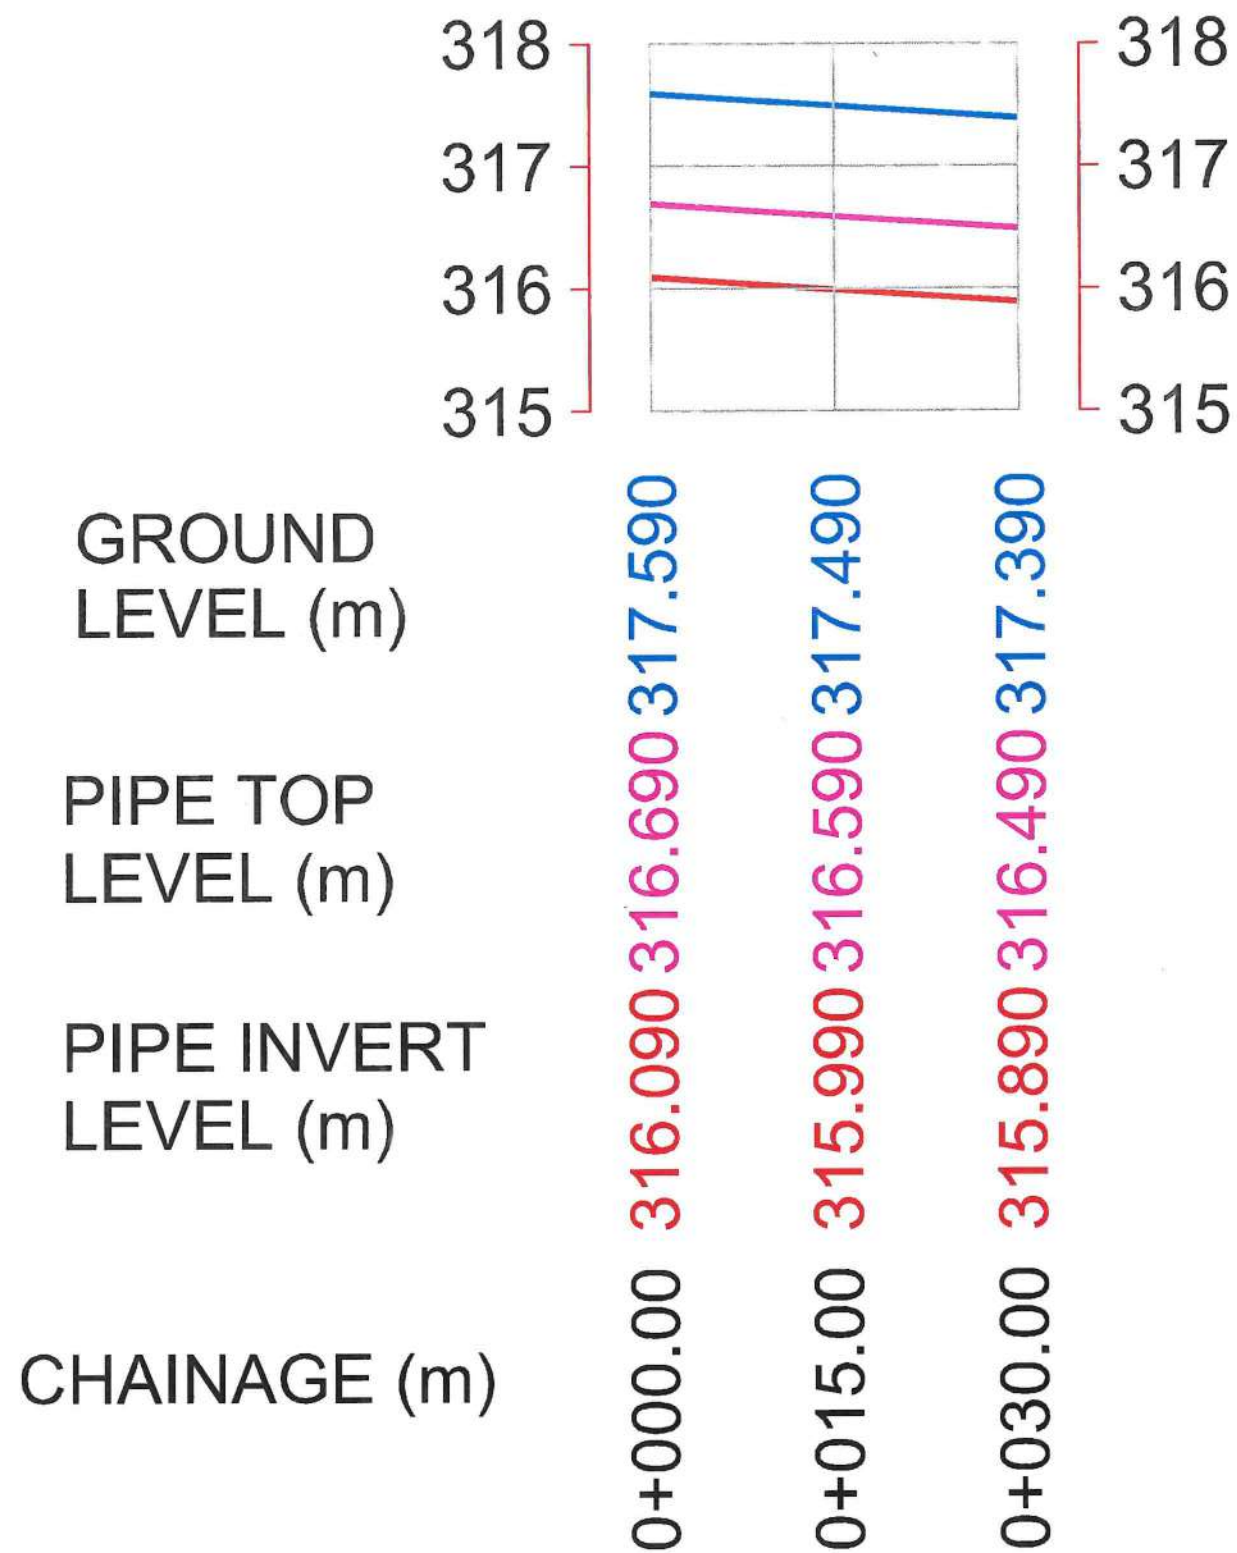 318 318
317 317
316 316
315 315
GROUND
LEVEL (m)
317.590 317.490 317.390
PIPE TOP
LEVEL (m)
316.690 316.590 316.490
PIPE INVERT
LEVEL (m)
316.090 315.990 315.890
CHAINAGE (m)
0+000.00 0+015.00 0+030.00